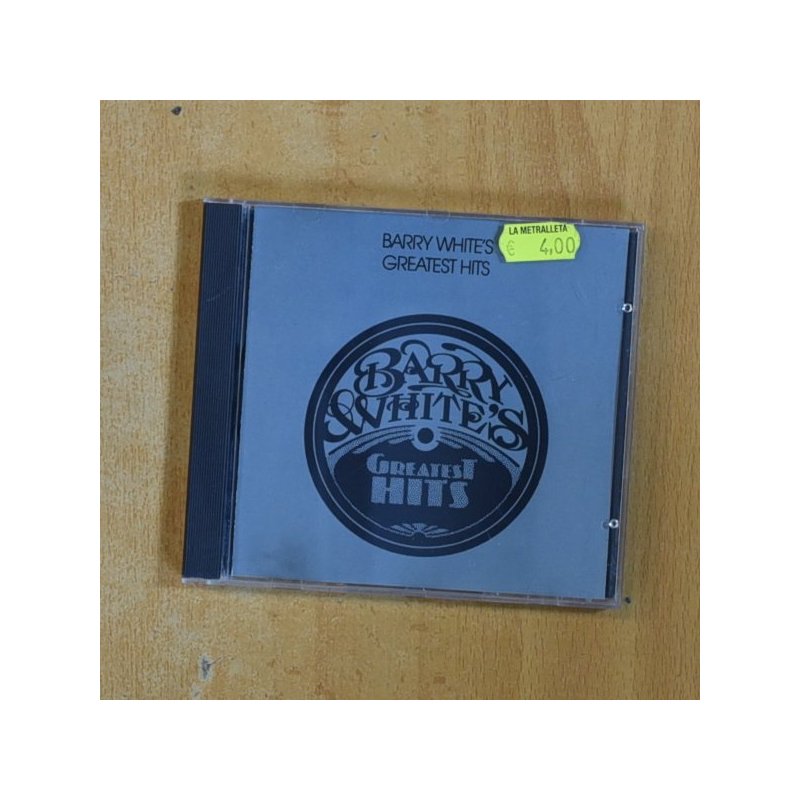 BARRY WHITE'S
GREATEST HITS
LA METRALLETA
€ 4,00
BARRY
WHITE'S
GREATEST
HITS